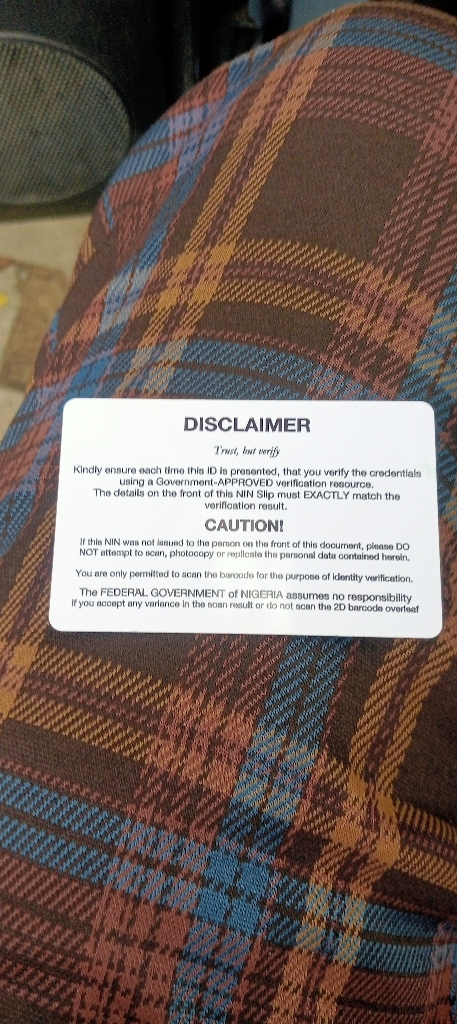 DISCLAIMER
Trust, but verify
Kindly ensure each time this ID is presented, that you verify the credentials
using a Government-APPROVED verification resource.
The details on the front of this NIN Slip must EXACTLY match the
verification result.
CAUTION!
If this NIN was not issued to the person on the front of this document, please DO
NOT attempt to scan, photocopy or replicate the personal data contained herein.
You are only permitted to scan the barcode for the purpose of identity verification.
The FEDERAL GOVERNMENT of NIGERIA assumes no responsibility
if you accept any variance in the scan result or do not scan the 2D barcode overleaf